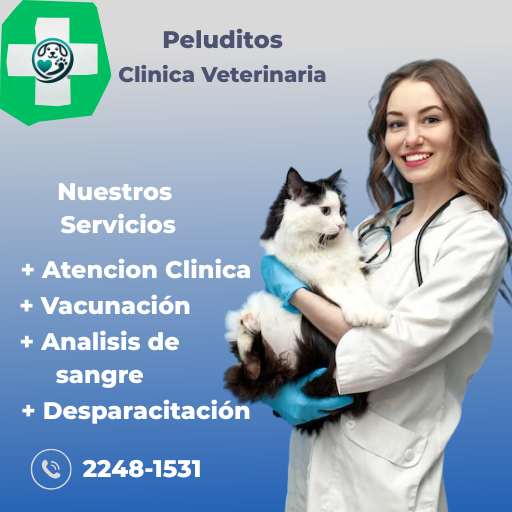 Peluditos
Clinica Veterinaria
Nuestros
Servicios
+ Atencion Clinica
+ Vacunación
+ Analisis de
sangre
+ Desparacitación
2248-1531